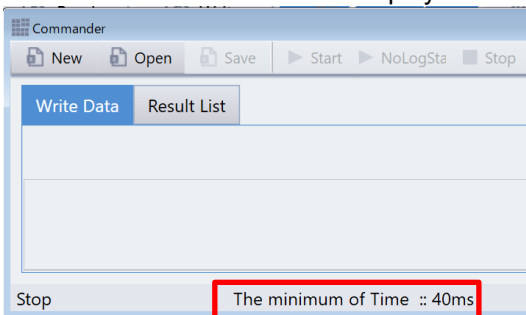 Commander
New Open Save Start NoLogSta Stop
Write Data Result List
Stop The minimum of Time :: 40ms